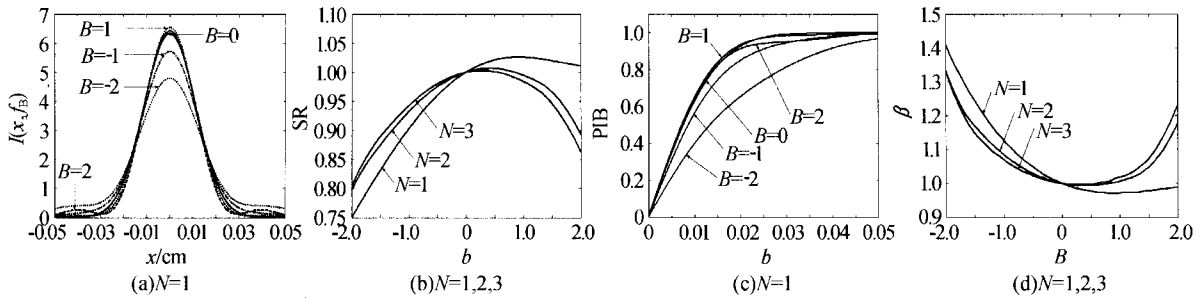 I(x,f_B)
7
6
5
4
3
2
1
0
B=1
B=0
B=-1
B=-2
B=2
-0.05 -0.03 -0.01 0.01 0.03 0.05
x/cm
(a)N=1
SR
1.05
1.00
0.95
0.90
0.85
0.80
0.75
N=3
N=2
N=1
-2.0 -1.0 0 1.0 2.0
b
(b)N=1,2,3
PIB
1.0
0.8
0.6
0.4
0.2
0
B=1
B=2
B=0
B=-1
B=-2
0 0.01 0.02 0.03 0.04 0.05
b
(c)N=1
β
1.5
1.4
1.3
1.2
1.1
1.0
0.9
N=1
N=2
N=3
-2.0 -1.0 0 1.0 2.0
B
(d)N=1,2,3